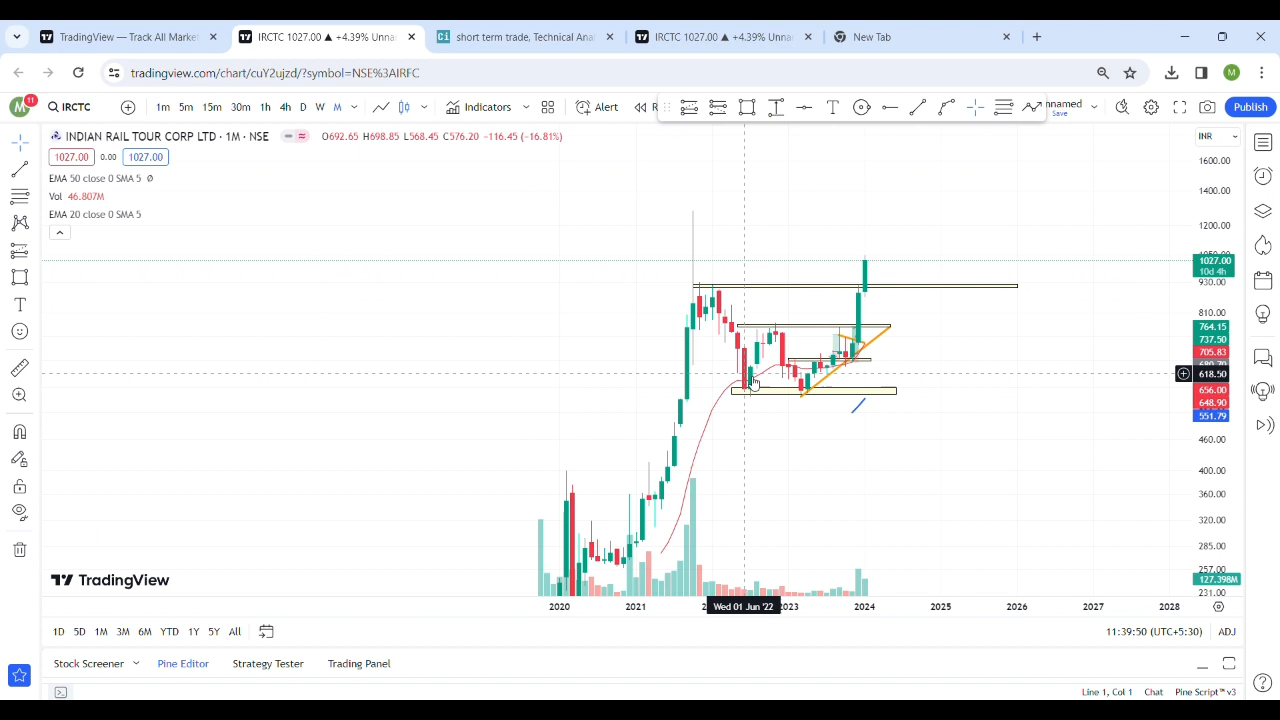 TradingView — Track All Market
IRCTC 1027.00 ▲ +4.39% Unna
short term trade, Technical Anal
IRCTC 1027.00 ▲ +4.39% Unna
New Tab
tradingview.com/chart/cuY2ujzd/?symbol=NSE%3AIRFC
M
M 11
IRCTC
1m 5m 15m 30m 1h 4h D W M
Indicators
Alert
R
nnamed
Save
Publish
INDIAN RAIL TOUR CORP LTD · 1M · NSE
O692.65 H698.85 L568.45 C576.20 −116.45 (−16.81%)
INR
1027.00 0.00 1027.00
EMA 50 close 0 SMA 5 ∅
Vol 46.807M
EMA 20 close 0 SMA 5
1600.00
1400.00
1200.00
1027.00
10d 4h
930.00
810.00
764.15
737.50
705.83
618.50
656.00
648.90
551.79
460.00
400.00
360.00
320.00
285.00
257.00
127.398M
231.00
TradingView
2020 2021 2 Wed 01 Jun '22 2023 2024 2025 2026 2027 2028
1D 5D 1M 3M 6M YTD 1Y 5Y All
11:39:50 (UTC+5:30) ADJ
Stock Screener Pine Editor Strategy Tester Trading Panel
Line 1, Col 1 Chat Pine Script™ v3